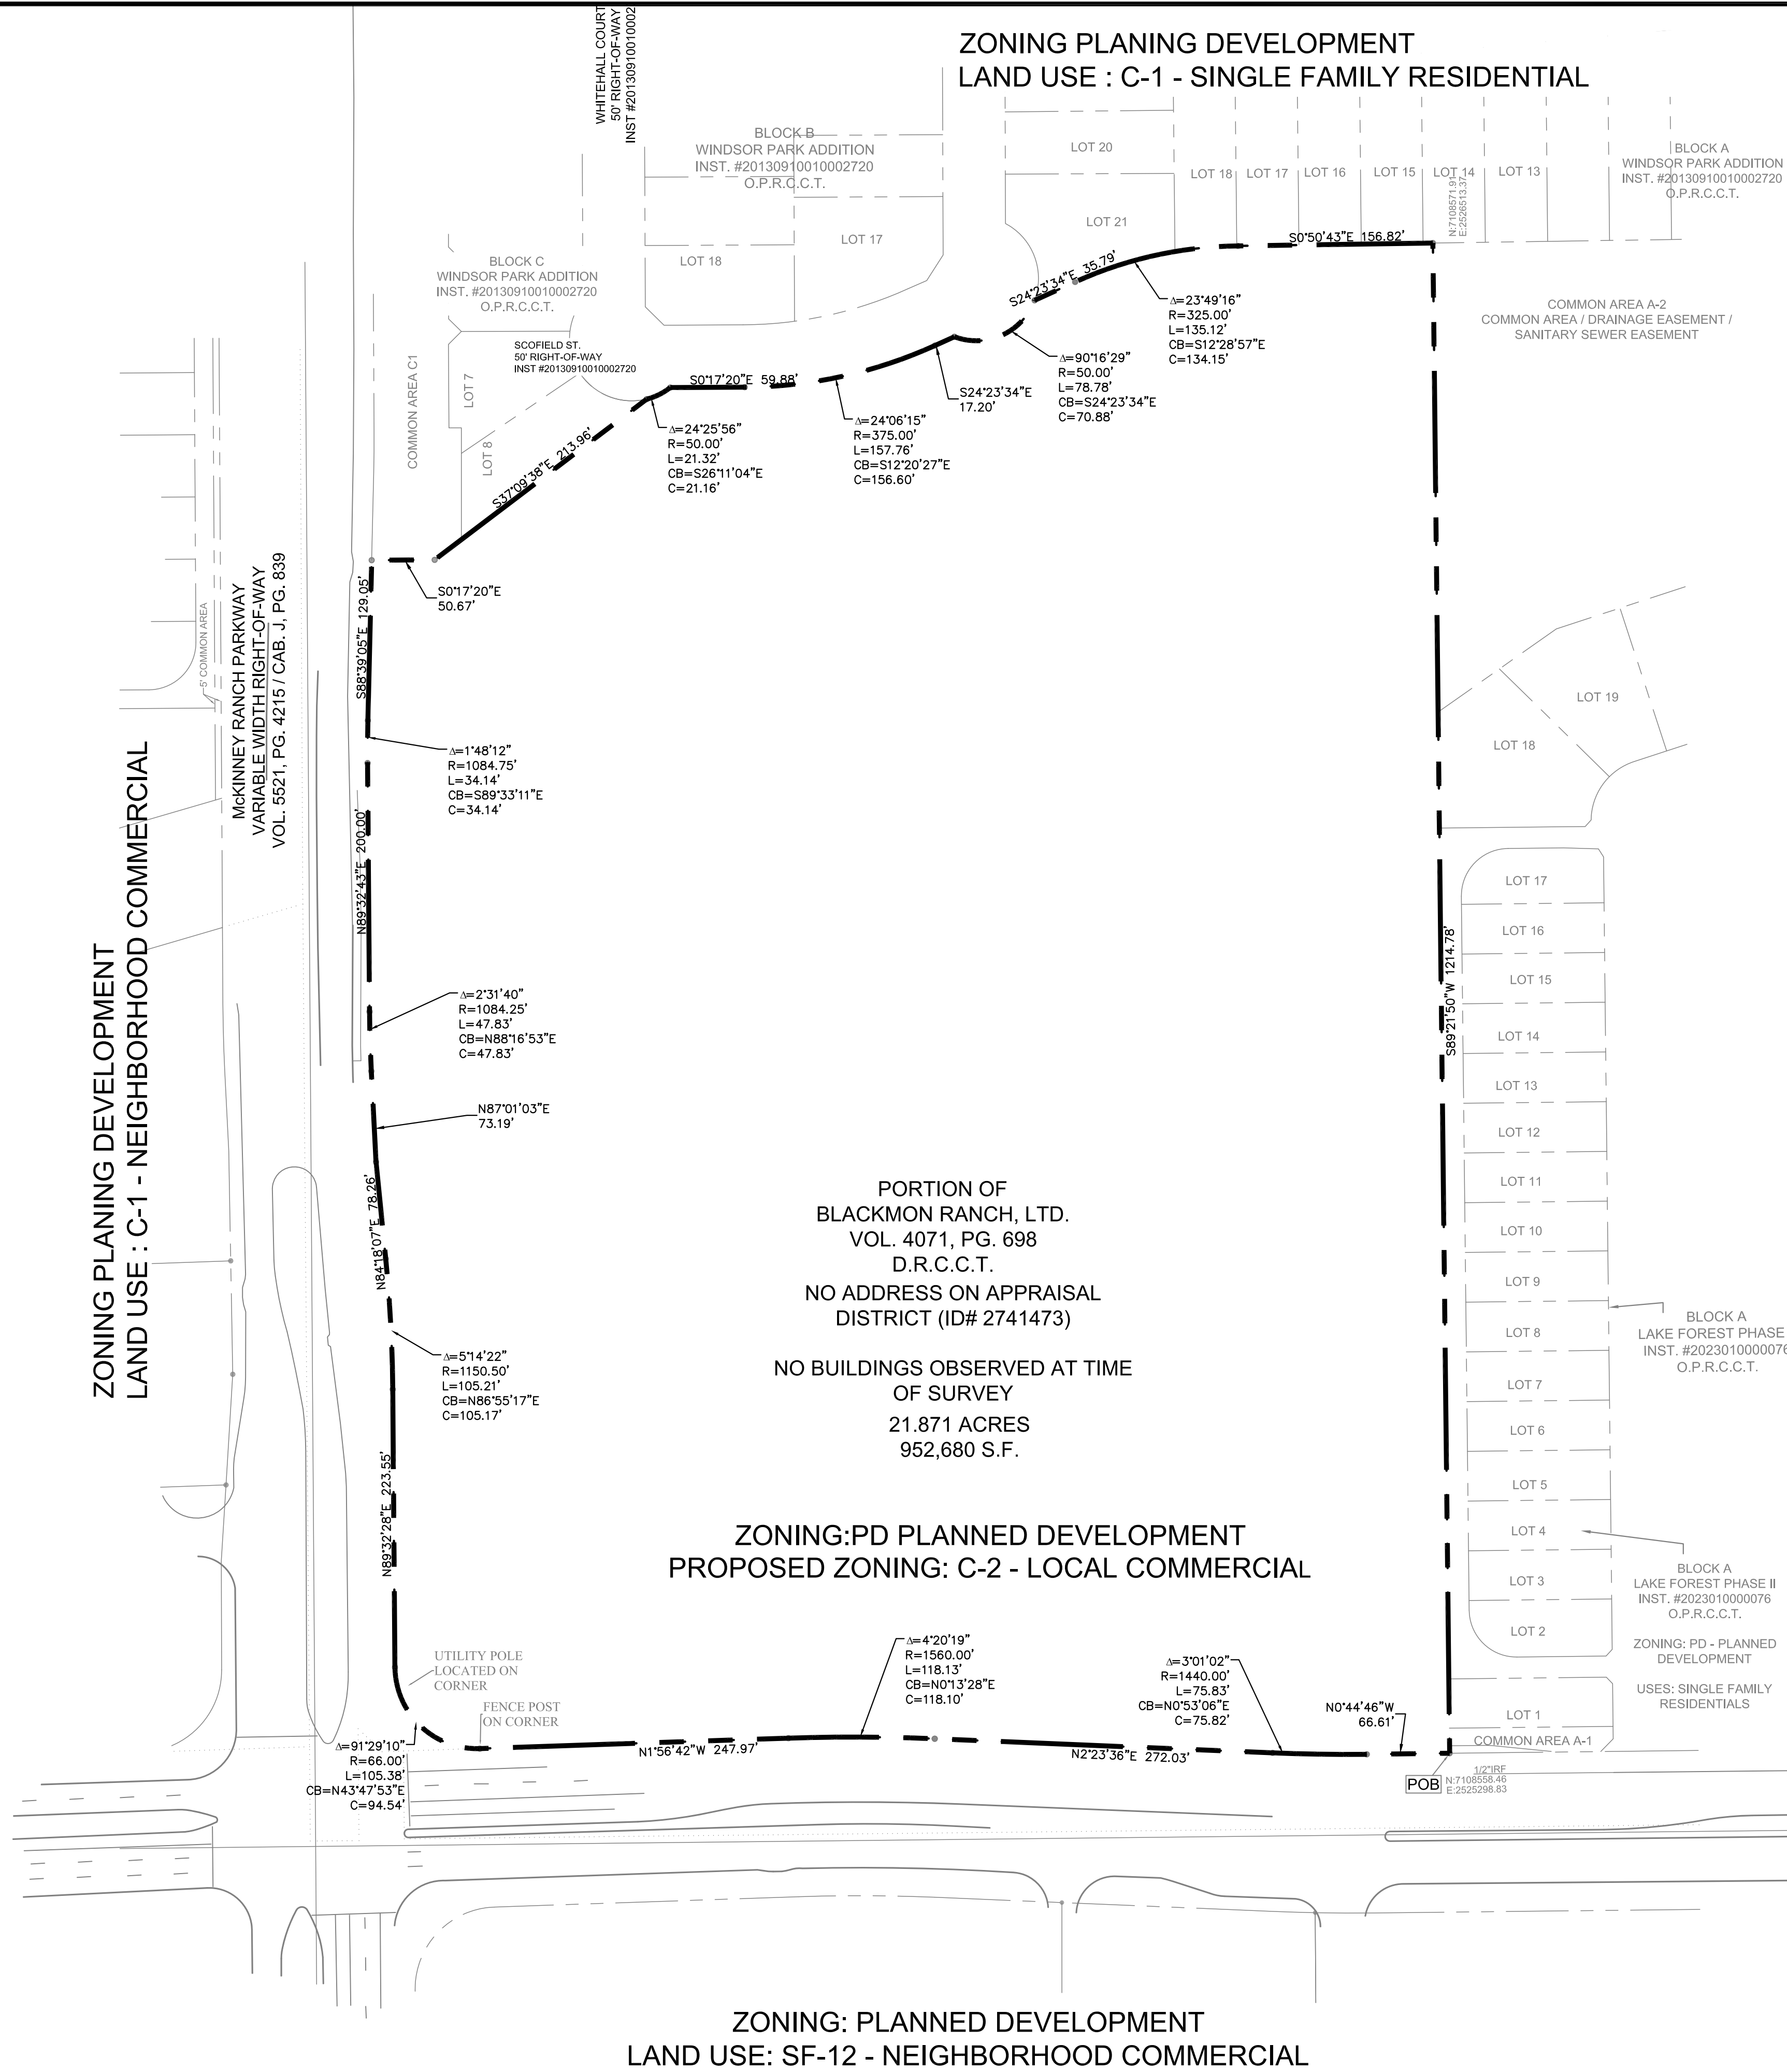 ZONING PLANING DEVELOPMENT
LAND USE : C-1 - SINGLE FAMILY RESIDENTIAL
WHITEHALL COURT
50' RIGHT-OF-WAY
INST #20130910010002
BLOCK B
WINDSOR PARK ADDITION
INST. #20130910010002720
O.P.R.C.C.T.
LOT 17
LOT 18
LOT 20
LOT 21
LOT 18
LOT 17
LOT 16
LOT 15
LOT 14
LOT 13
BLOCK A
WINDSOR PARK ADDITION
INST. #20130910010002720
O.P.R.C.C.T.
N:7108571.91
E:2526513.37
S0°50'43"E 156.82'
BLOCK C
WINDSOR PARK ADDITION
INST. #20130910010002720
O.P.R.C.C.T.
SCOFIELD ST.
50' RIGHT-OF-WAY
INST #20130910010002720
COMMON AREA C1
LOT 7
LOT 8
S24°23'34"E 35.79'
Δ=23°49'16"
R=325.00'
L=135.12'
CB=S12°28'57"E
C=134.15'
Δ=90°16'29"
R=50.00'
L=78.78'
CB=S24°23'34"E
C=70.88'
S24°23'34"E
17.20'
Δ=24°06'15"
R=375.00'
L=157.76'
CB=S12°20'27"E
C=156.60'
S0°17'20"E 59.88'
Δ=24°25'56"
R=50.00'
L=21.32'
CB=S26°11'04"E
C=21.16'
S37°09'38"E 213.96'
S0°17'20"E
50.67'
COMMON AREA A-2
COMMON AREA / DRAINAGE EASEMENT /
SANITARY SEWER EASEMENT
5' COMMON AREA
McKINNEY RANCH PARKWAY
VARIABLE WIDTH RIGHT-OF-WAY
VOL. 5521, PG. 4215 / CAB. J, PG. 839
ZONING PLANING DEVELOPMENT
LAND USE : C-1 - NEIGHBORHOOD COMMERCIAL
S88°39'05"E 129.05'
Δ=1°48'12"
R=1084.75'
L=34.14'
CB=S89°33'11"E
C=34.14'
N89°32'43"E 200.00'
Δ=2°31'40"
R=1084.25'
L=47.83'
CB=N88°16'53"E
C=47.83'
N87°01'03"E
73.19'
N84°18'07"E 78.26'
Δ=5°14'22"
R=1150.50'
L=105.21'
CB=N86°55'17"E
C=105.17'
N89°32'28"E 223.55'
PORTION OF
BLACKMON RANCH, LTD.
VOL. 4071, PG. 698
D.R.C.C.T.
NO ADDRESS ON APPRAISAL
DISTRICT (ID# 2741473)
NO BUILDINGS OBSERVED AT TIME
OF SURVEY
21.871 ACRES
952,680 S.F.
ZONING:PD PLANNED DEVELOPMENT
PROPOSED ZONING: C-2 - LOCAL COMMERCIAL
S89°21'50"W 1214.78'
LOT 19
LOT 18
LOT 17
LOT 16
LOT 15
LOT 14
LOT 13
LOT 12
LOT 11
LOT 10
LOT 9
LOT 8
LOT 7
LOT 6
LOT 5
LOT 4
LOT 3
LOT 2
LOT 1
COMMON AREA A-1
BLOCK A
LAKE FOREST PHASE
INST. #2023010000076
O.P.R.C.C.T.
BLOCK A
LAKE FOREST PHASE II
INST. #2023010000076
O.P.R.C.C.T.
ZONING: PD - PLANNED
DEVELOPMENT
USES: SINGLE FAMILY
RESIDENTIALS
UTILITY POLE
LOCATED ON
CORNER
FENCE POST
ON CORNER
Δ=91°29'10"
R=66.00'
L=105.38'
CB=N43°47'53"E
C=94.54'
N1°56'42"W 247.97'
Δ=4°20'19"
R=1560.00'
L=118.13'
CB=N0°13'28"E
C=118.10'
N2°23'36"E 272.03'
Δ=3°01'02"
R=1440.00'
L=75.83'
CB=N0°53'06"E
C=75.82'
N0°44'46"W
66.61'
POB
1/2"IRF
N:7108558.46
E:2525298.83
ZONING: PLANNED DEVELOPMENT
LAND USE: SF-12 - NEIGHBORHOOD COMMERCIAL